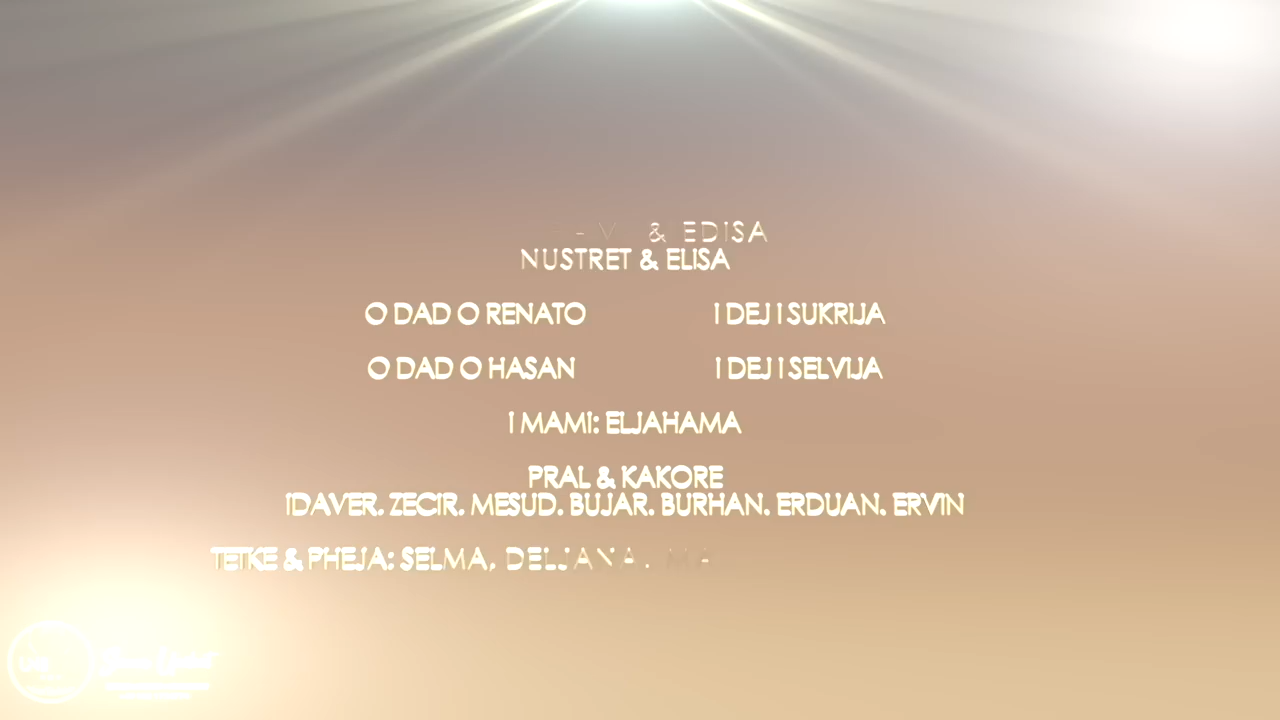 & EDISA
NUSTRET & ELISA
O DAD O RENATO I DEJ I SUKRIJA
O DAD O HASAN I DEJ I SELVIJA
I MAMI: ELJAHAMA
PRAL & KAKORE
IDAVER. ZECIR. MESUD. BUJAR. BURHAN. ERDUAN. ERVIN
TETKE & PHEJA: SELMA, DELJANA.